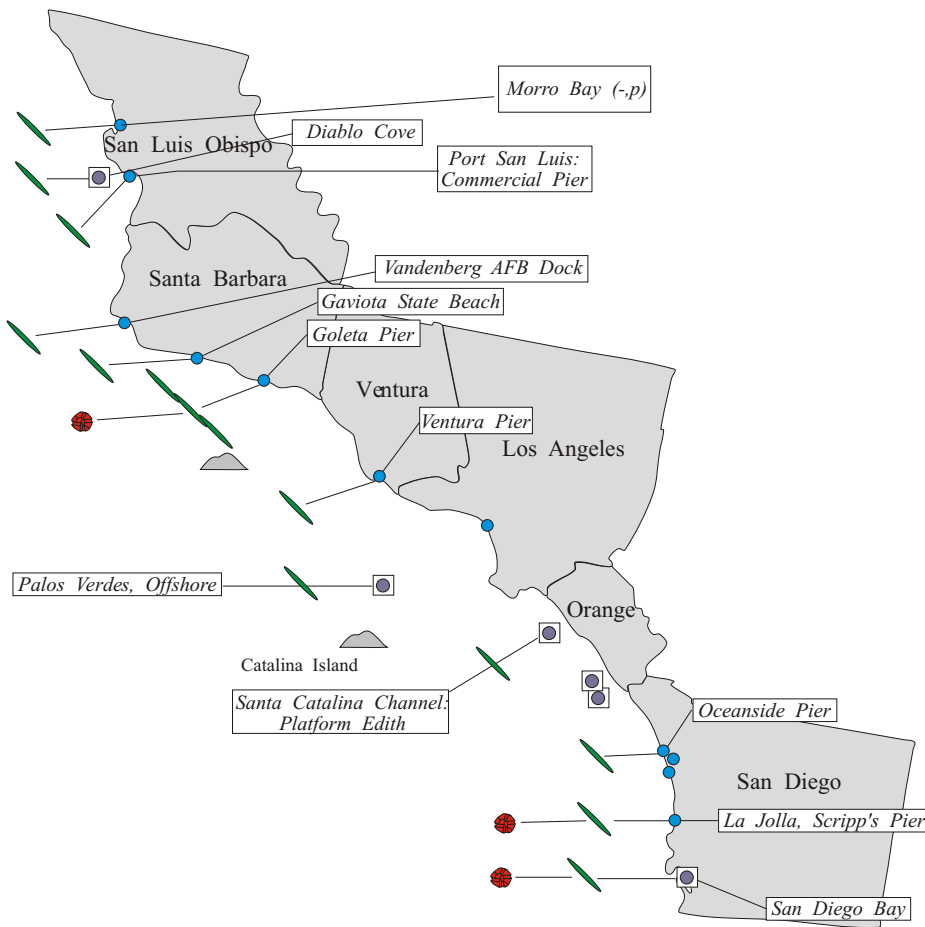 Morro Bay (-,p)
Diablo Cove
San Luis Obispo
Port San Luis:
Commercial Pier
Vandenberg AFB Dock
Santa Barbara
Gaviota State Beach
Goleta Pier
Ventura
Ventura Pier
Los Angeles
Palos Verdes, Offshore
Orange
Catalina Island
Santa Catalina Channel:
Platform Edith
Oceanside Pier
San Diego
La Jolla, Scripp's Pier
San Diego Bay